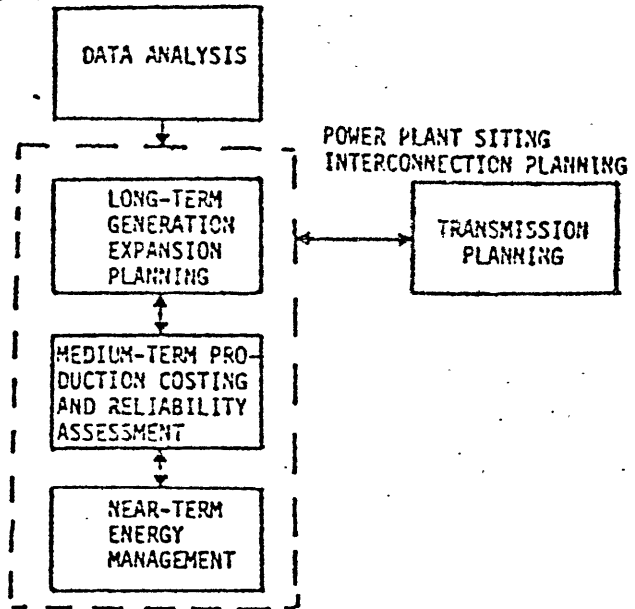 DATA ANALYSIS
POWER PLANT SITING
INTERCONNECTION PLANNING
LONG-TERM
GENERATION
EXPANSION
PLANNING
TRANSMISSION
PLANNING
MEDIUM-TERM PRO-
DUCTION COSTING
AND RELIABILITY
ASSESSMENT
NEAR-TERM
ENERGY
MANAGEMENT